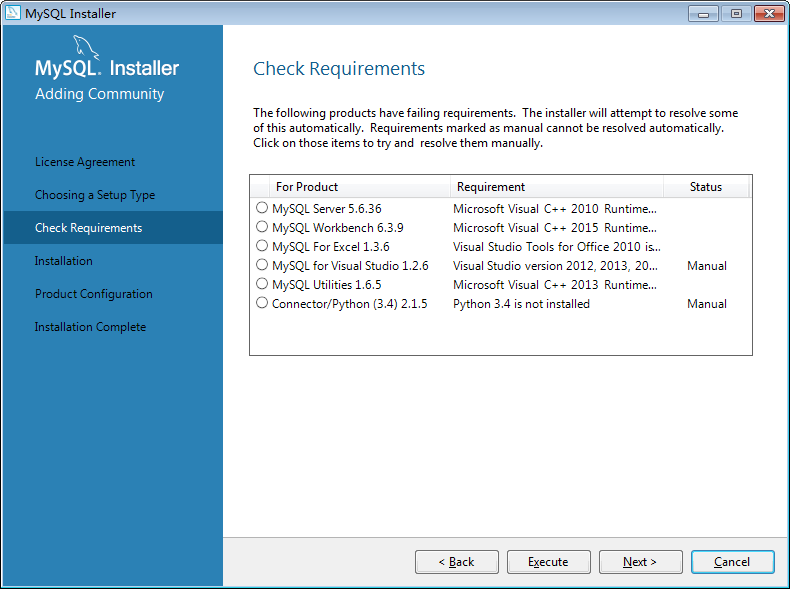 MySQL Installer
MySQL. Installer
Adding Community
License Agreement
Choosing a Setup Type
Check Requirements
Installation
Product Configuration
Installation Complete
Check Requirements
The following products have failing requirements. The installer will attempt to resolve some
of this automatically. Requirements marked as manual cannot be resolved automatically.
Click on those items to try and resolve them manually.
For Product Requirement Status
MySQL Server 5.6.36 Microsoft Visual C++ 2010 Runtime...
MySQL Workbench 6.3.9 Microsoft Visual C++ 2015 Runtime...
MySQL For Excel 1.3.6 Visual Studio Tools for Office 2010 is...
MySQL for Visual Studio 1.2.6 Visual Studio version 2012, 2013, 20... Manual
MySQL Utilities 1.6.5 Microsoft Visual C++ 2013 Runtime...
Connector/Python (3.4) 2.1.5 Python 3.4 is not installed Manual
< Back Execute Next > Cancel